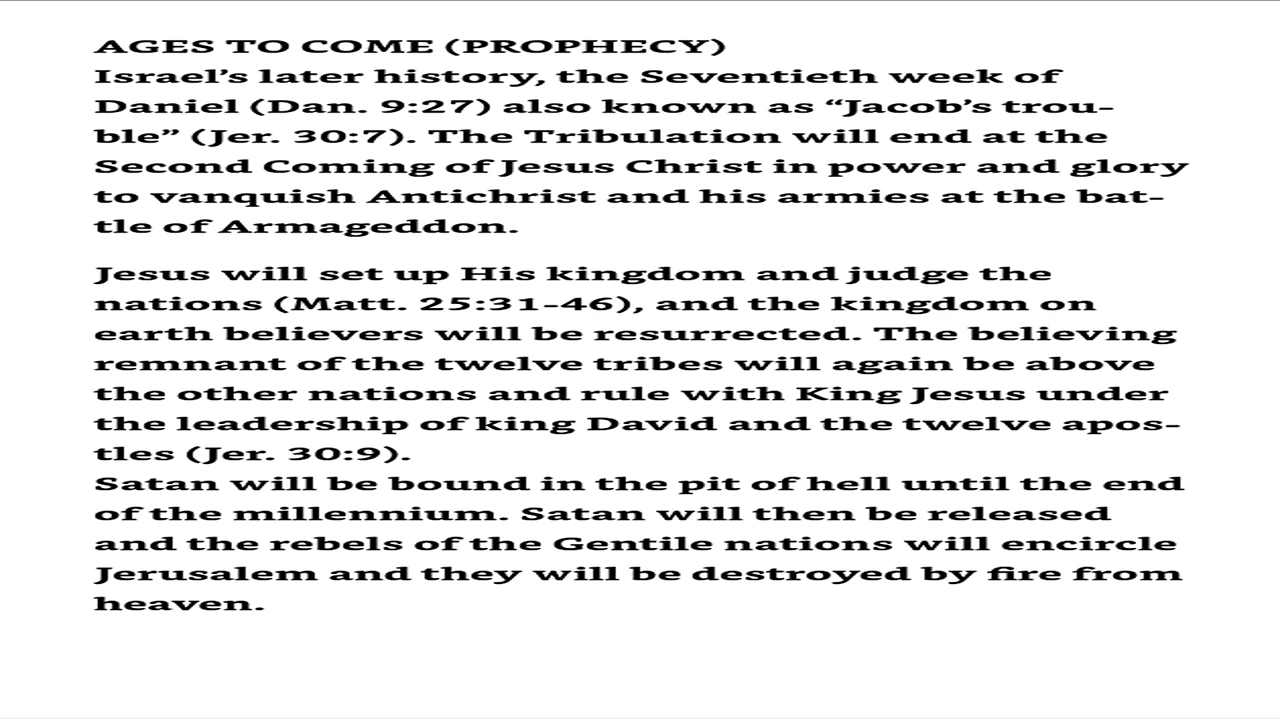 AGES TO COME (PROPHECY)
Israel’s later history, the Seventieth week of
Daniel (Dan. 9:27) also known as “Jacob’s trou-
ble” (Jer. 30:7). The Tribulation will end at the
Second Coming of Jesus Christ in power and glory
to vanquish Antichrist and his armies at the bat-
tle of Armageddon.
Jesus will set up His kingdom and judge the
nations (Matt. 25:31-46), and the kingdom on
earth believers will be resurrected. The believing
remnant of the twelve tribes will again be above
the other nations and rule with King Jesus under
the leadership of king David and the twelve apos-
tles (Jer. 30:9).
Satan will be bound in the pit of hell until the end
of the millennium. Satan will then be released
and the rebels of the Gentile nations will encircle
Jerusalem and they will be destroyed by fire from
heaven.